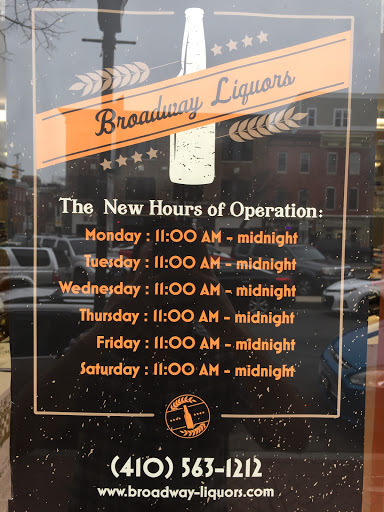 Broadway Liquors
The New Hours of Operation:
Monday : 11:00 AM - midnight
Tuesday : 11:00 AM - midnight
Wednesday : 11:00 AM - midnight
Thursday : 11:00 AM - midnight
Friday : 11:00 AM - midnight
Saturday : 11:00 AM - midnight
(410) 563-1212
www.broadway-liquors.com